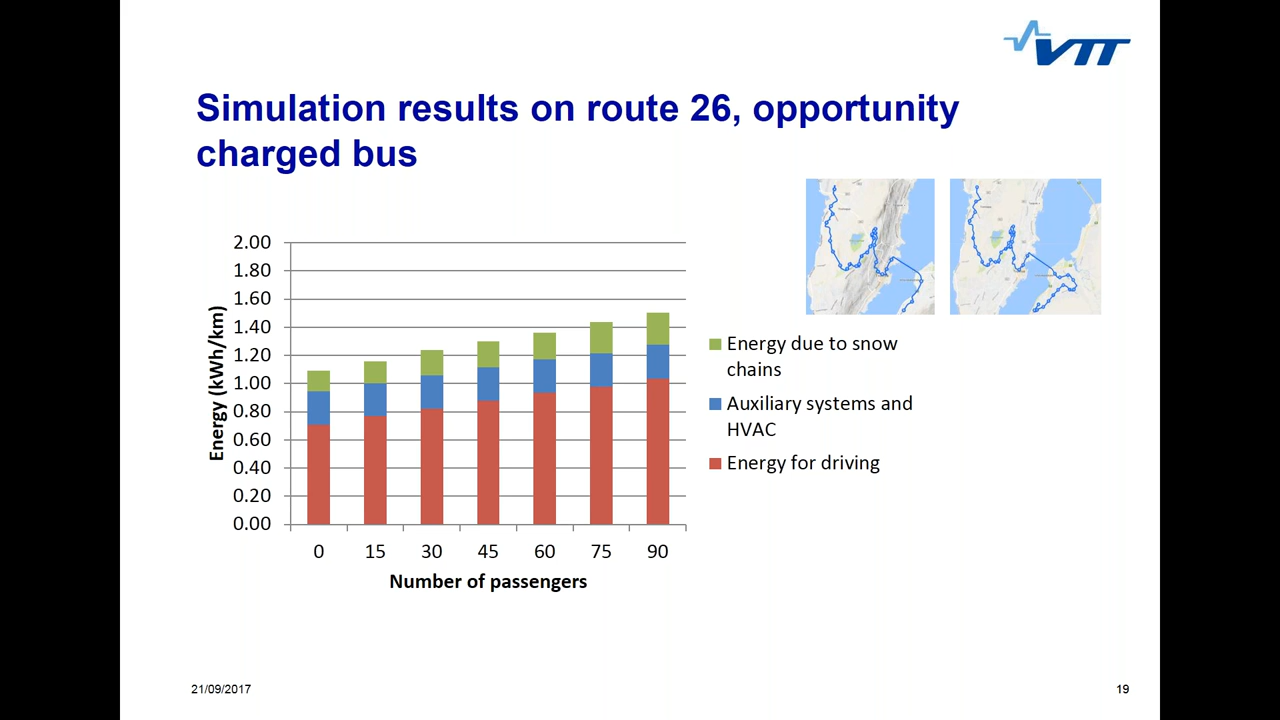 VTT
Simulation results on route 26, opportunity
charged bus
2.00
1.80
1.60
1.40
1.20
1.00
0.80
0.60
0.40
0.20
0.00
Energy (kWh/km)
0 15 30 45 60 75 90
Number of passengers
Energy due to snow
chains
Auxiliary systems and
HVAC
Energy for driving
21/09/2017
19